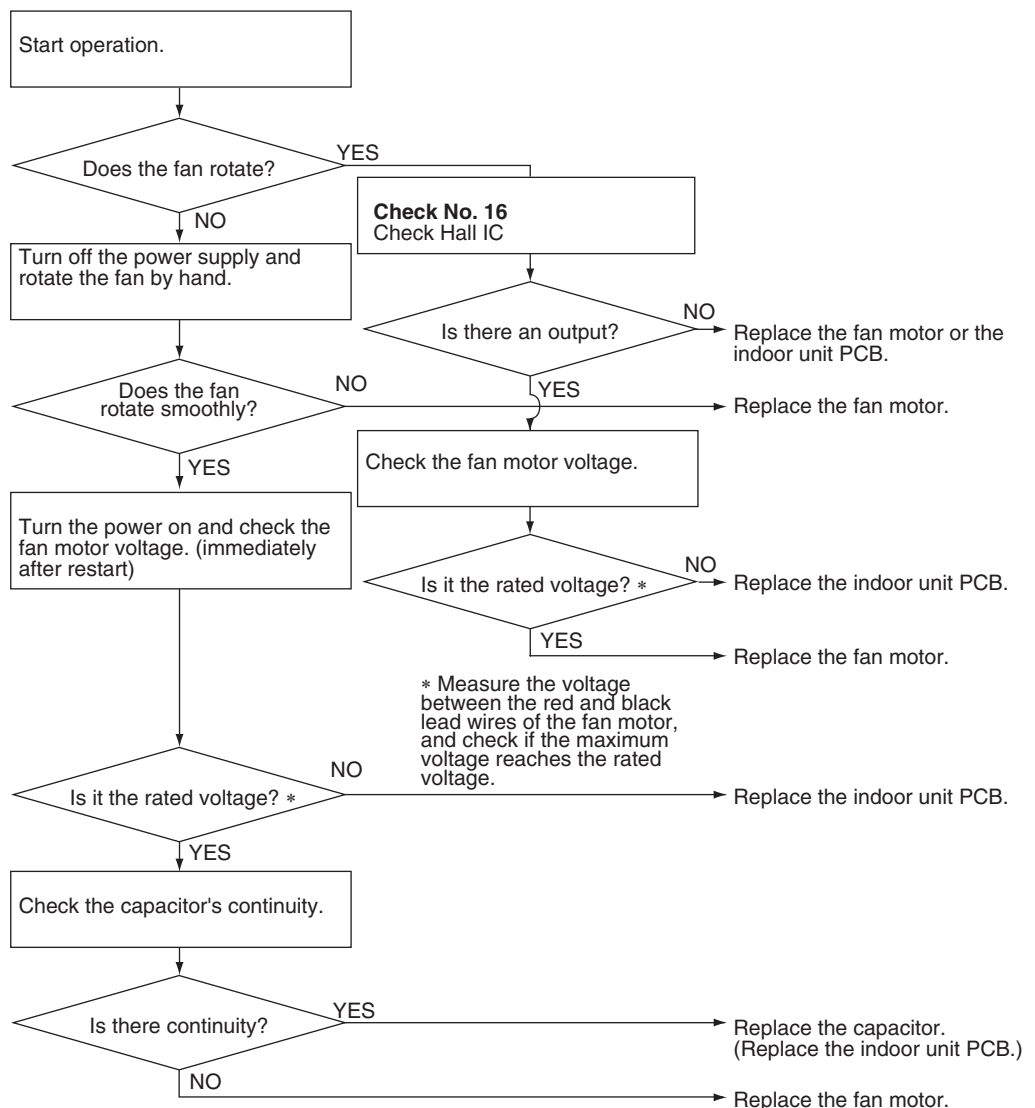 Start operation.
Does the fan rotate?
YES
NO
Check No. 16
Check Hall IC
Turn off the power supply and
rotate the fan by hand.
Is there an output?
NO
Replace the fan motor or the
indoor unit PCB.
YES
Does the fan
rotate smoothly?
NO
Replace the fan motor.
YES
Check the fan motor voltage.
Turn the power on and check the
fan motor voltage. (immediately
after restart)
Is it the rated voltage? *
NO
Replace the indoor unit PCB.
YES
Replace the fan motor.
* Measure the voltage
between the red and black
lead wires of the fan motor,
and check if the maximum
voltage reaches the rated
voltage.
Is it the rated voltage? *
NO
Replace the indoor unit PCB.
YES
Check the capacitor's continuity.
Is there continuity?
YES
Replace the capacitor.
(Replace the indoor unit PCB.)
NO
Replace the fan motor.